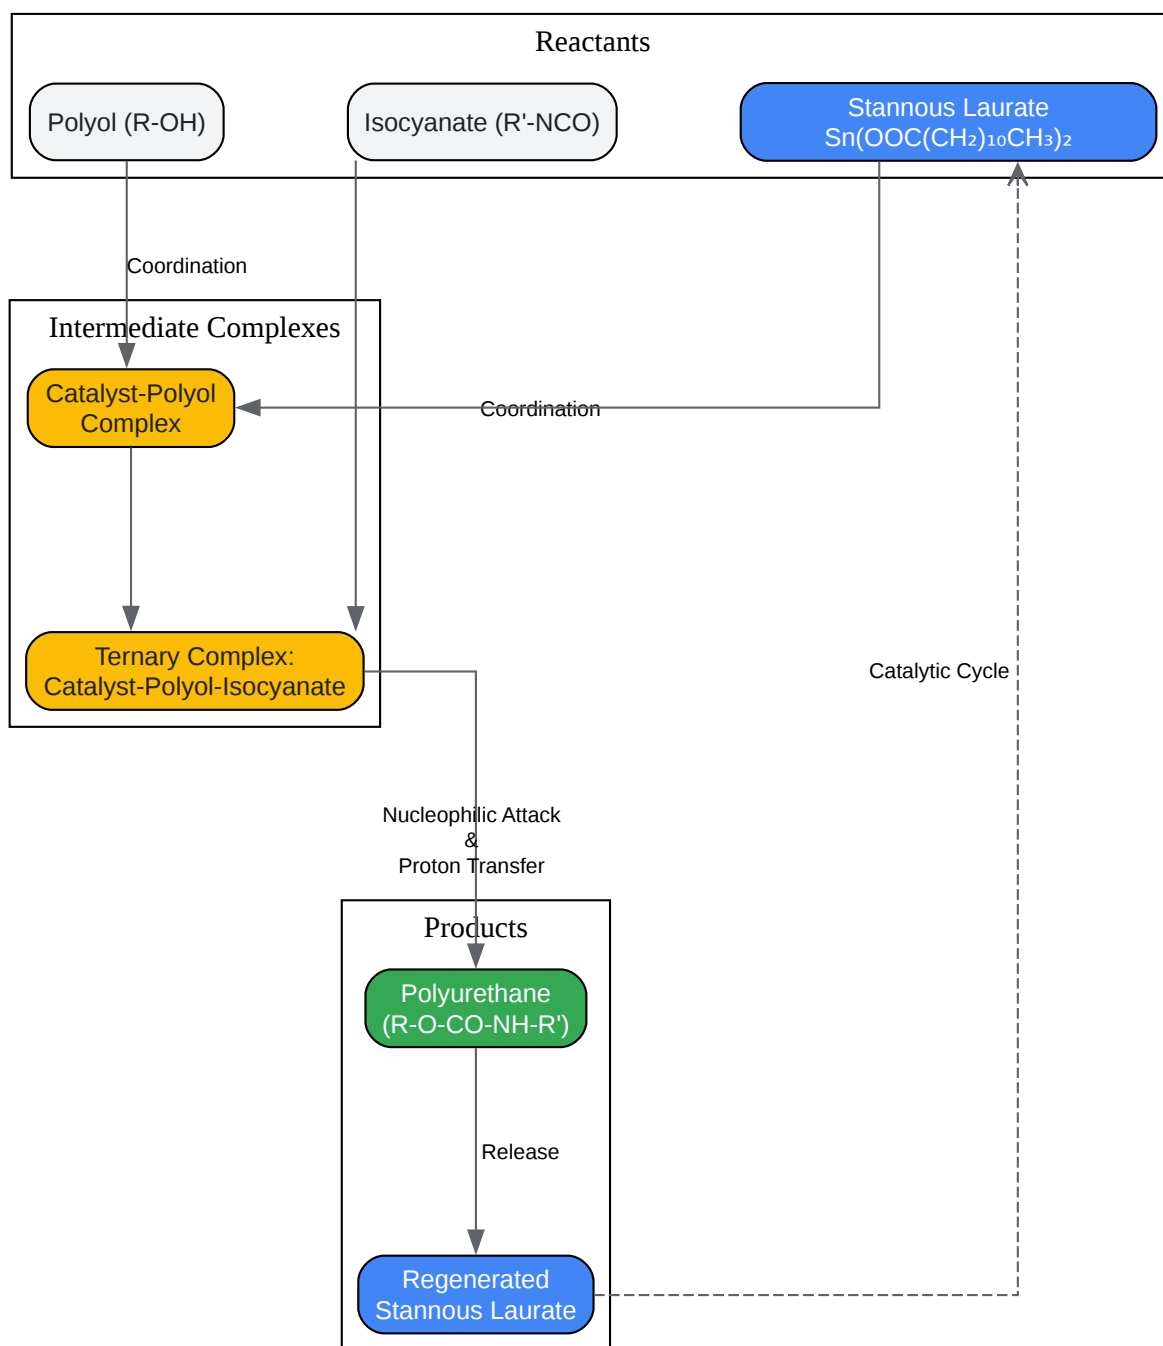 Reactants
Polyol (R-OH)
Isocyanate (R'-NCO)
Stannous Laurate
Sn(OOC(CH₂)₁₀CH₃)₂
Coordination
Intermediate Complexes
Catalyst-Polyol
Complex
Coordination
Ternary Complex:
Catalyst-Polyol-Isocyanate
Catalytic Cycle
Nucleophilic Attack
&
Proton Transfer
Products
Polyurethane
(R-O-CO-NH-R')
Release
Regenerated
Stannous Laurate